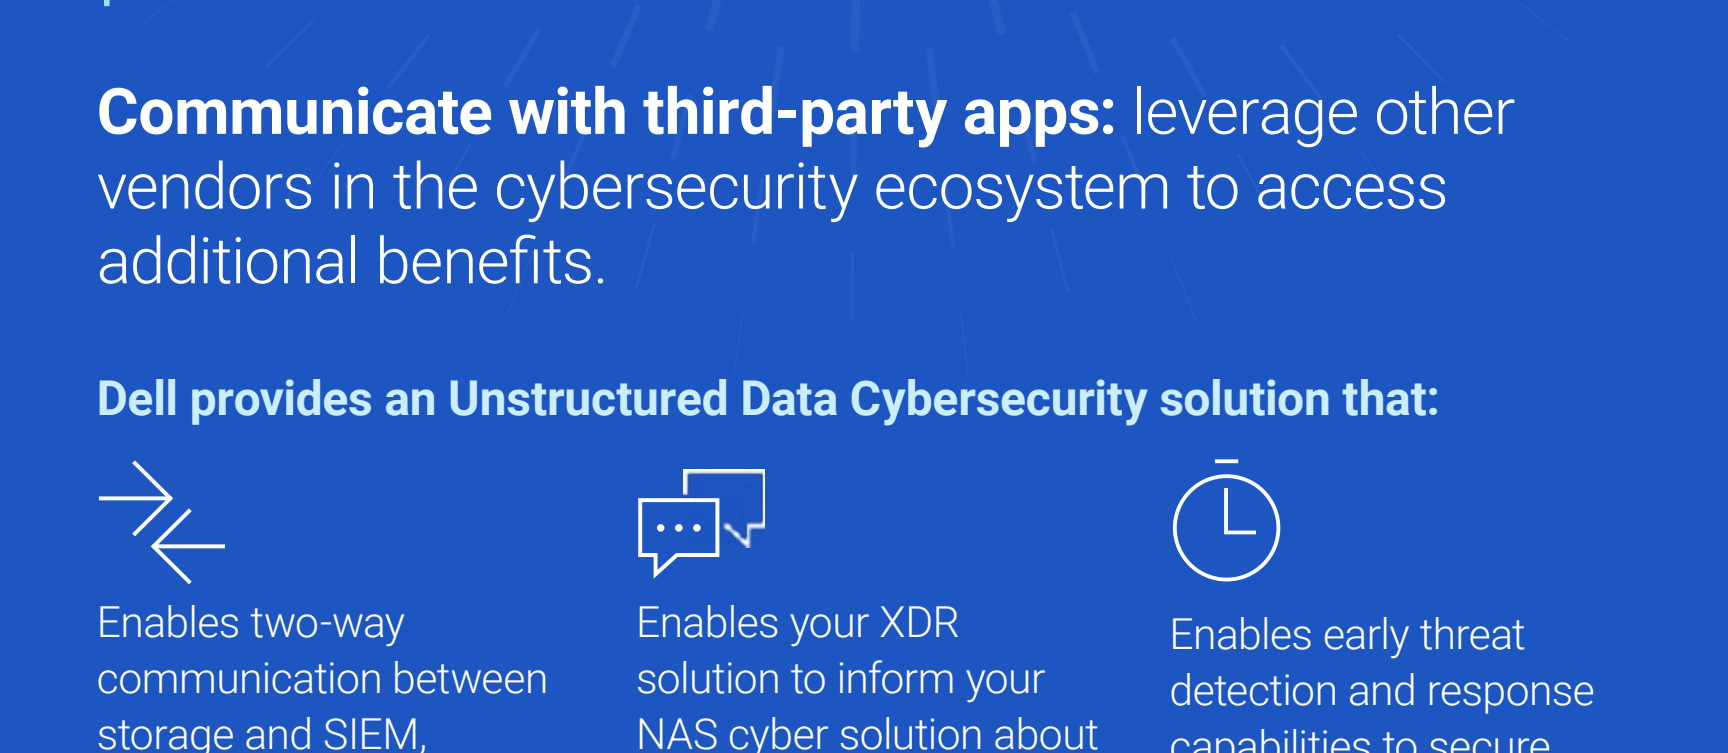 Communicate with third-party apps: leverage other
vendors in the cybersecurity ecosystem to access
additional benefits.
Dell provides an Unstructured Data Cybersecurity solution that:
Enables two-way
communication between
storage and SIEM,
Enables your XDR
solution to inform your
NAS cyber solution about
Enables early threat
detection and response
capabilities to secure